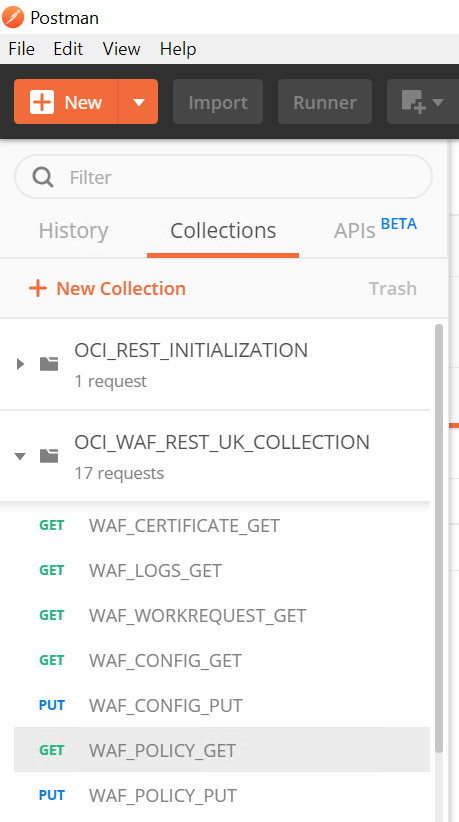 Postman
File Edit View Help
New Import Runner
Filter
History Collections APIs BETA
New Collection Trash
OCI_REST_INITIALIZATION
1 request
OCI_WAF_REST_UK_COLLECTION
17 requests
GET WAF_CERTIFICATE_GET
GET WAF_LOGS_GET
GET WAF_WORKREQUEST_GET
GET WAF_CONFIG_GET
PUT WAF_CONFIG_PUT
GET WAF_POLICY_GET
PUT WAF_POLICY_PUT